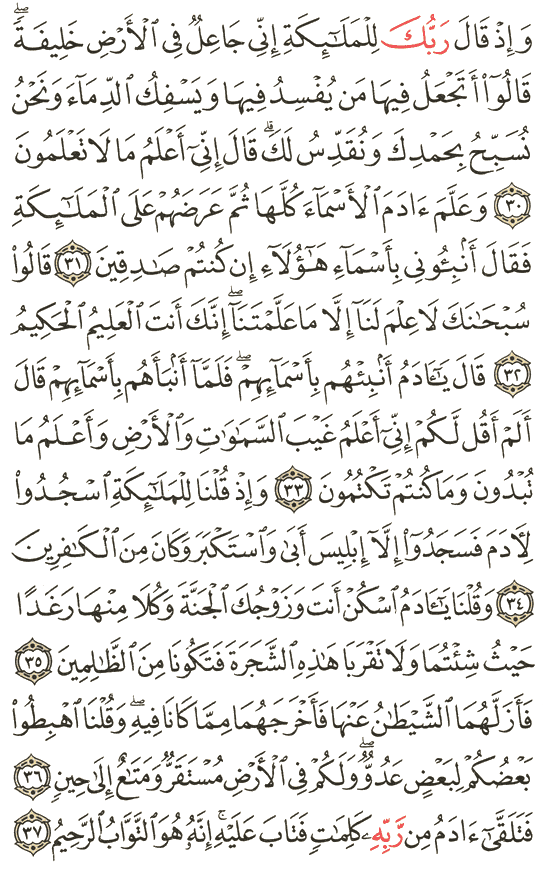 وَإِذْ قَالَ رَبُّكَ لِلْمَلَٰٓئِكَةِ إِنِّي جَاعِلٌ فِي ٱلْأَرْضِ خَلِيفَةًۖ
قَالُوٓا۟ أَتَجْعَلُ فِيهَا مَن يُفْسِدُ فِيهَا وَيَسْفِكُ ٱلدِّمَآءَ وَنَحْنُ
نُسَبِّحُ بِحَمْدِكَ وَنُقَدِّسُ لَكَۖ قَالَ إِنِّيٓ أَعْلَمُ مَا لَا تَعْلَمُونَ
٣٠ وَعَلَّمَ ءَادَمَ ٱلْأَسْمَآءَ كُلَّهَا ثُمَّ عَرَضَهُمْ عَلَى ٱلْمَلَٰٓئِكَةِ
فَقَالَ أَنۢبِـُٔونِي بِأَسْمَآءِ هَٰٓؤُلَآءِ إِن كُنتُمْ صَٰدِقِينَ ٣١ قَالُوا۟
سُبْحَٰنَكَ لَا عِلْمَ لَنَآ إِلَّا مَا عَلَّمْتَنَآۖ إِنَّكَ أَنتَ ٱلْعَلِيمُ ٱلْحَكِيمُ
٣٢ قَالَ يَٰٓـَٔادَمُ أَنۢبِئْهُم بِأَسْمَآئِهِمْۖ فَلَمَّآ أَنۢبَأَهُم بِأَسْمَآئِهِمْ قَالَ
أَلَمْ أَقُل لَّكُمْ إِنِّيٓ أَعْلَمُ غَيْبَ ٱلسَّمَٰوَٰتِ وَٱلْأَرْضِ وَأَعْلَمُ مَا
تُبْدُونَ وَمَا كُنتُمْ تَكْتُمُونَ ٣٣ وَإِذْ قُلْنَا لِلْمَلَٰٓئِكَةِ ٱسْجُدُوا۟
لِـَٔادَمَ فَسَجَدُوٓا۟ إِلَّآ إِبْلِيسَ أَبَىٰ وَٱسْتَكْبَرَ وَكَانَ مِنَ ٱلْكَٰفِرِينَ
٣٤ وَقُلْنَا يَٰٓـَٔادَمُ ٱسْكُنْ أَنتَ وَزَوْجُكَ ٱلْجَنَّةَ وَكُلَا مِنْهَا رَغَدًا
حَيْثُ شِئْتُمَا وَلَا تَقْرَبَا هَٰذِهِ ٱلشَّجَرَةَ فَتَكُونَا مِنَ ٱلظَّٰلِمِينَ ٣٥
فَأَزَلَّهُمَا ٱلشَّيْطَٰنُ عَنْهَا فَأَخْرَجَهُمَا مِمَّا كَانَا فِيهِۖ وَقُلْنَا ٱهْبِطُوا۟
بَعْضُكُمْ لِبَعْضٍ عَدُوٌّۖ وَلَكُمْ فِي ٱلْأَرْضِ مُسْتَقَرٌّ وَمَتَٰعٌ إِلَىٰ حِينٍ ٣٦
فَتَلَقَّىٰٓ ءَادَمُ مِن رَّبِّهِۦ كَلِمَٰتٍ فَتَابَ عَلَيْهِۚ إِنَّهُۥ هُوَ ٱلتَّوَّابُ ٱلرَّحِيمُ ٣٧